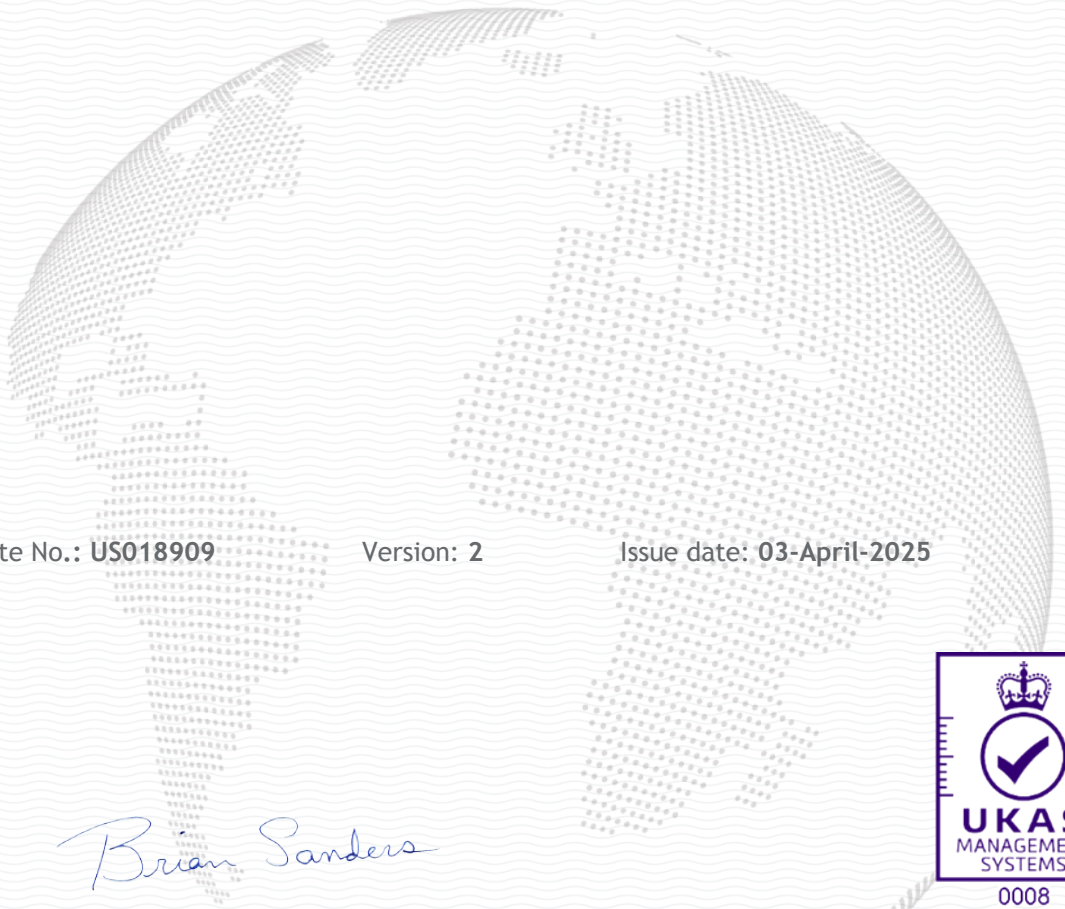 te No.: US018909 Version: 2 Issue date: 03-April-2025
Brian Sanders
UKAS
MANAGEME
SYSTEMS
0008